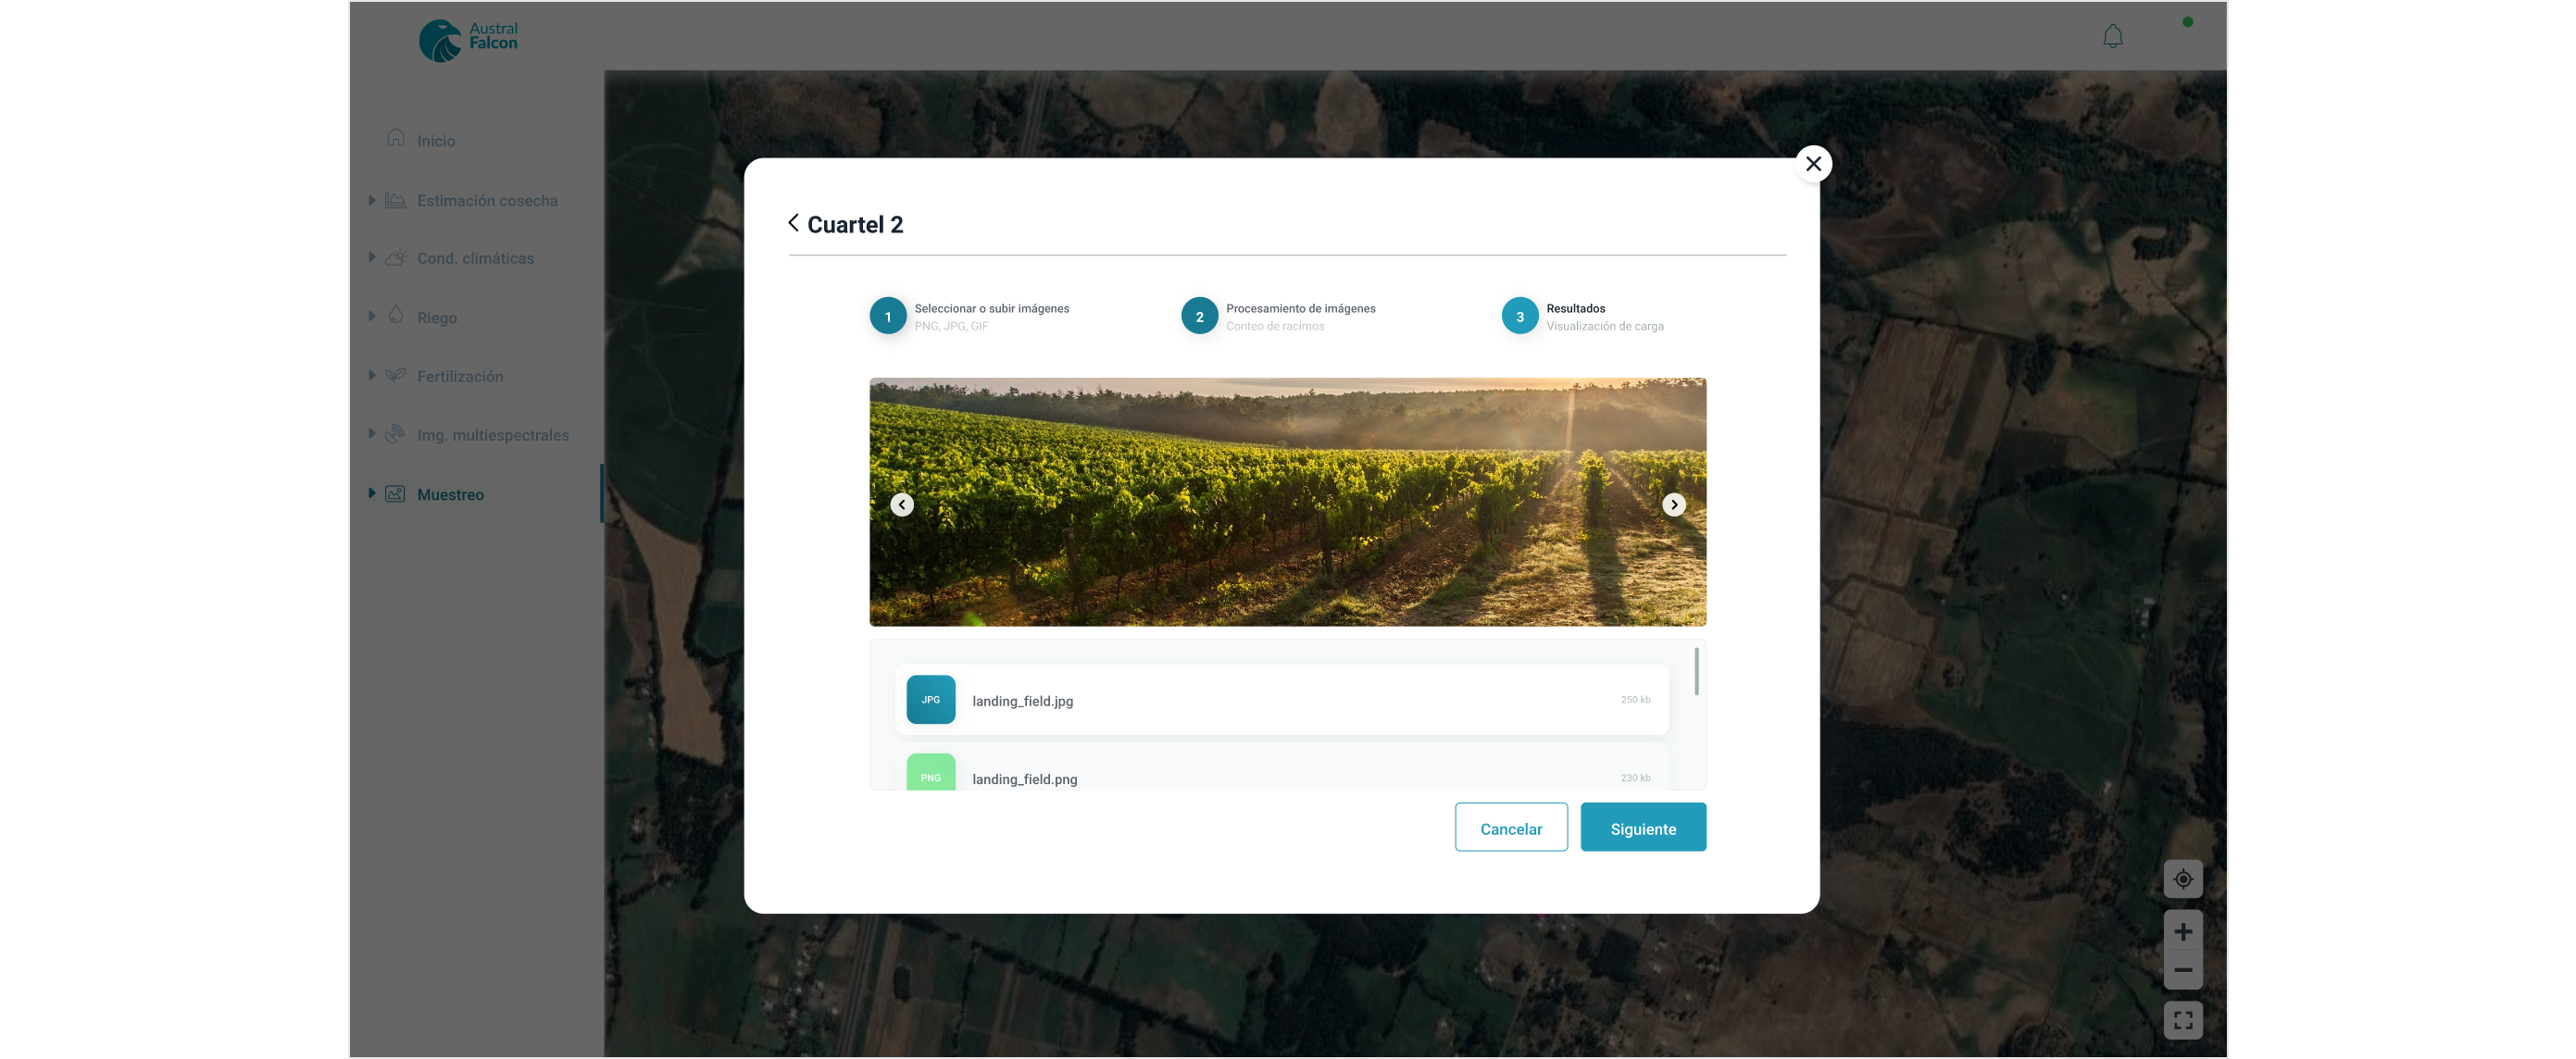 Austral
Falcon
Inicio
Estimación cosecha
Cond. climáticas
Riego
Fertilización
Img. multiespectrales
Muestreo
Cuartel 2
1
Seleccionar o subir imágenes
PNG, JPG, GIF
2
Procesamiento de imágenes
Conteo de racimos
3
Resultados
Visualización de carga
JPG
landing_field.jpg
250 kb
PNG
landing_field.png
230 kb
Cancelar
Siguiente